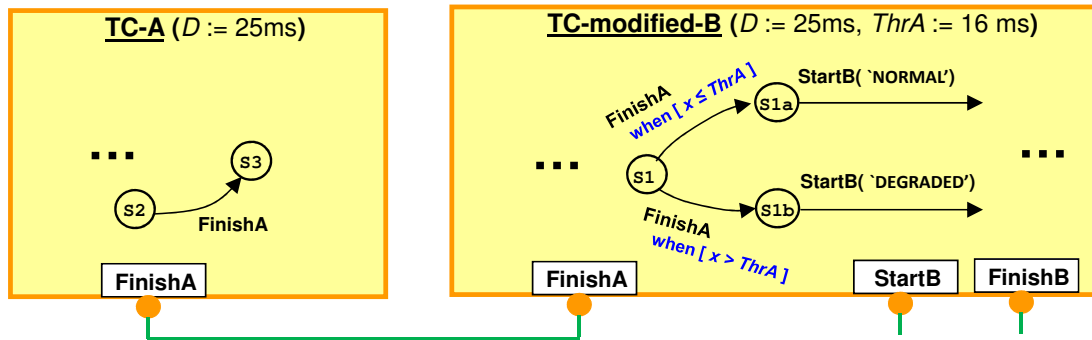 TC-A (D := 25ms)
...
S2
S3
FinishA
FinishA
TC-modified-B (D := 25ms, ThrA := 16 ms)
...
S1
FinishA
when [ x ≤ ThrA ]
S1a
StartB( `NORMAL’)
FinishA
when [ x > ThrA ]
S1b
StartB( `DEGRADED’)
...
FinishA
StartB
FinishB